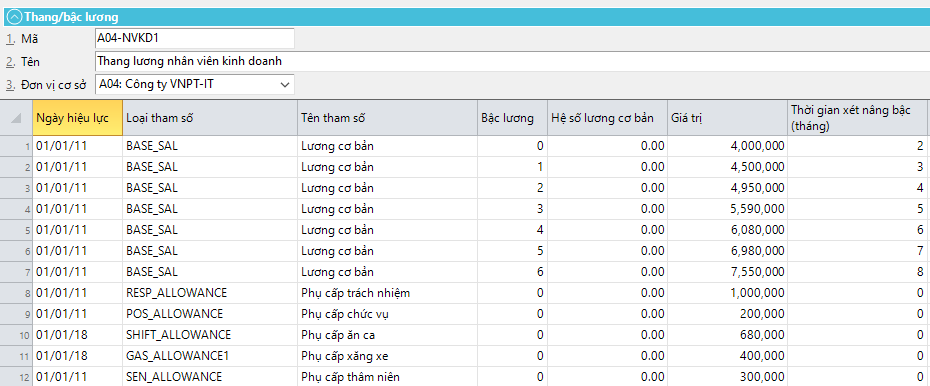 Thang/bậc lương
1. Mã A04-NVKD1
2. Tên Thang lương nhân viên kinh doanh
3. Đơn vị cơ sở A04: Công ty VNPT-IT
Ngày hiệu lực Loại tham số Tên tham số Bậc lương Hệ số lương cơ bản Giá trị Thời gian xét nâng bậc (tháng)
1 01/01/11 BASE_SAL Lương cơ bản 0 0.00 4,000,000 2
2 01/01/11 BASE_SAL Lương cơ bản 1 0.00 4,500,000 3
3 01/01/11 BASE_SAL Lương cơ bản 2 0.00 4,950,000 4
4 01/01/11 BASE_SAL Lương cơ bản 3 0.00 5,590,000 5
5 01/01/11 BASE_SAL Lương cơ bản 4 0.00 6,080,000 6
6 01/01/11 BASE_SAL Lương cơ bản 5 0.00 6,980,000 7
7 01/01/11 BASE_SAL Lương cơ bản 6 0.00 7,550,000 8
8 01/01/11 RESP_ALLOWANCE Phụ cấp trách nhiệm 0 0.00 1,000,000 0
9 01/01/11 POS_ALLOWANCE Phụ cấp chức vụ 0 0.00 200,000 0
10 01/01/18 SHIFT_ALLOWANCE Phụ cấp ăn ca 0 0.00 680,000 0
11 01/01/18 GAS_ALLOWANCE1 Phụ cấp xăng xe 0 0.00 400,000 0
12 01/01/11 SEN_ALLOWANCE Phụ cấp thâm niên 0 0.00 300,000 0